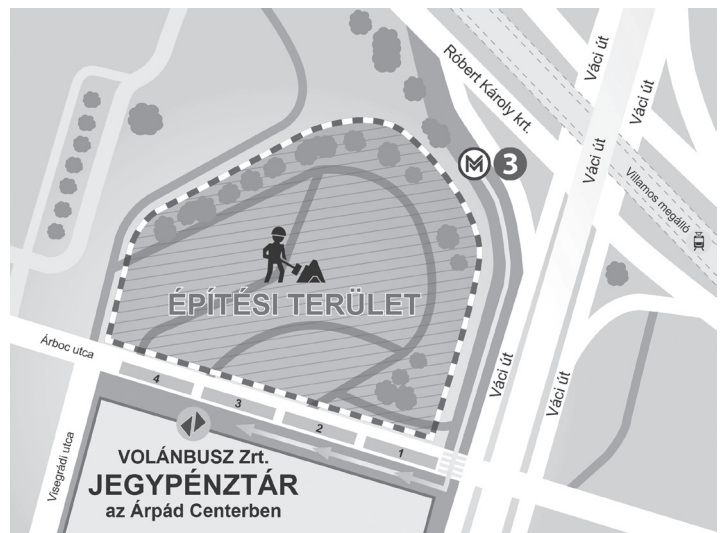 Róbert Károly krt.
Váci út
Váci út
Váci út
M 3
Villamos megálló
ÉPÍTÉSI TERÜLET
Árboc utca
4
3
2
1
Váci út
Váci út
Visegrádi utca
VOLÁNBUSZ Zrt.
JEGYPÉNZTÁR
az Árpád Centerben